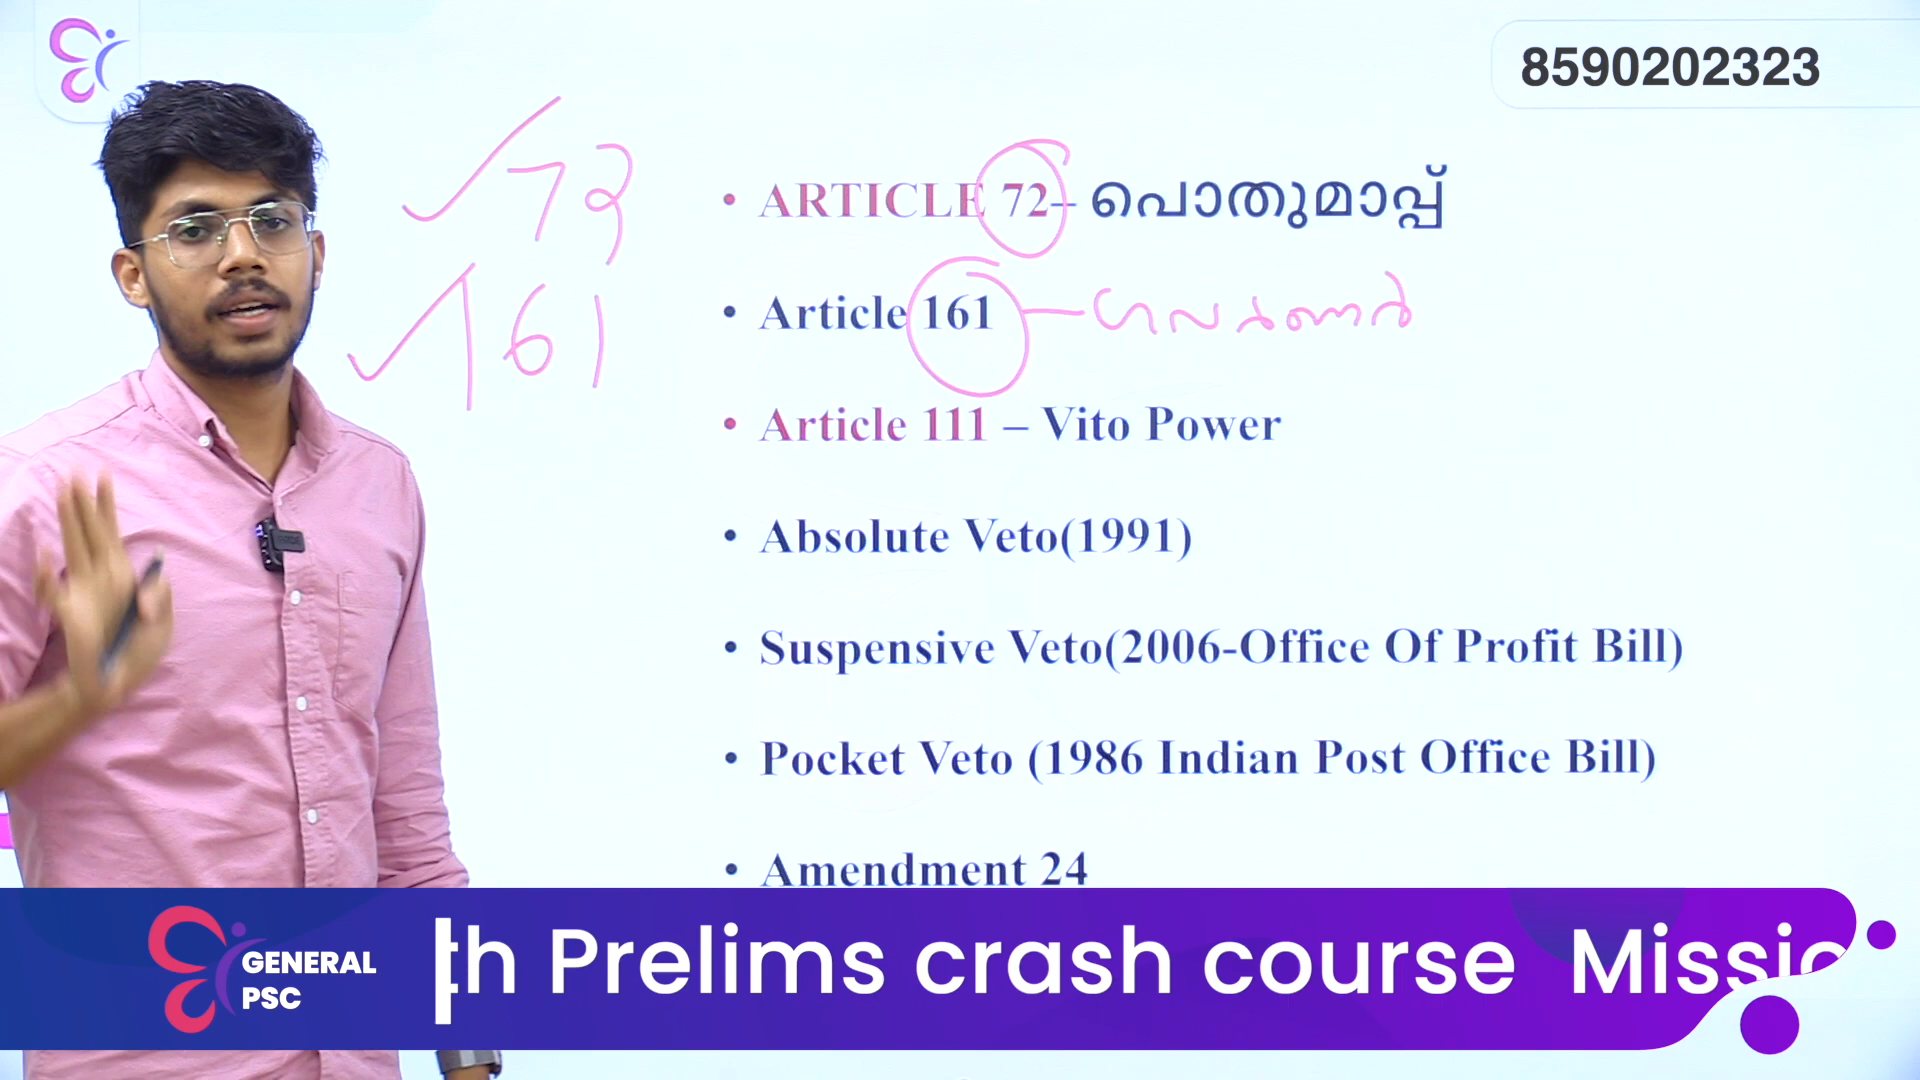 8590202323
72
161
• ARTICLE 72– പൊതുമാപ്പ്
• Article 161 – ഗവർണർ
• Article 111 – Vito Power
• Absolute Veto(1991)
• Suspensive Veto(2006-Office Of Profit Bill)
• Pocket Veto (1986 Indian Post Office Bill)
• Amendment 24
GENERAL
PSC
th Prelims crash course Missio